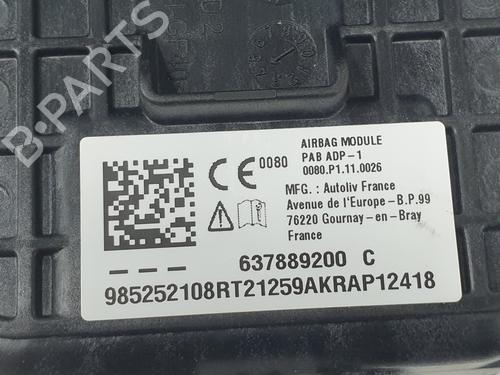 AIRBAG MODULE
PAB ADP-1
0080.P1.11.0026
0080
MFG. : Autoliv France
Avenue de l'Europe-B.P.99
76220 Gournay-en-Bray
France
637889200 C
985252108RT21259AKRAP12418
B-PARTS